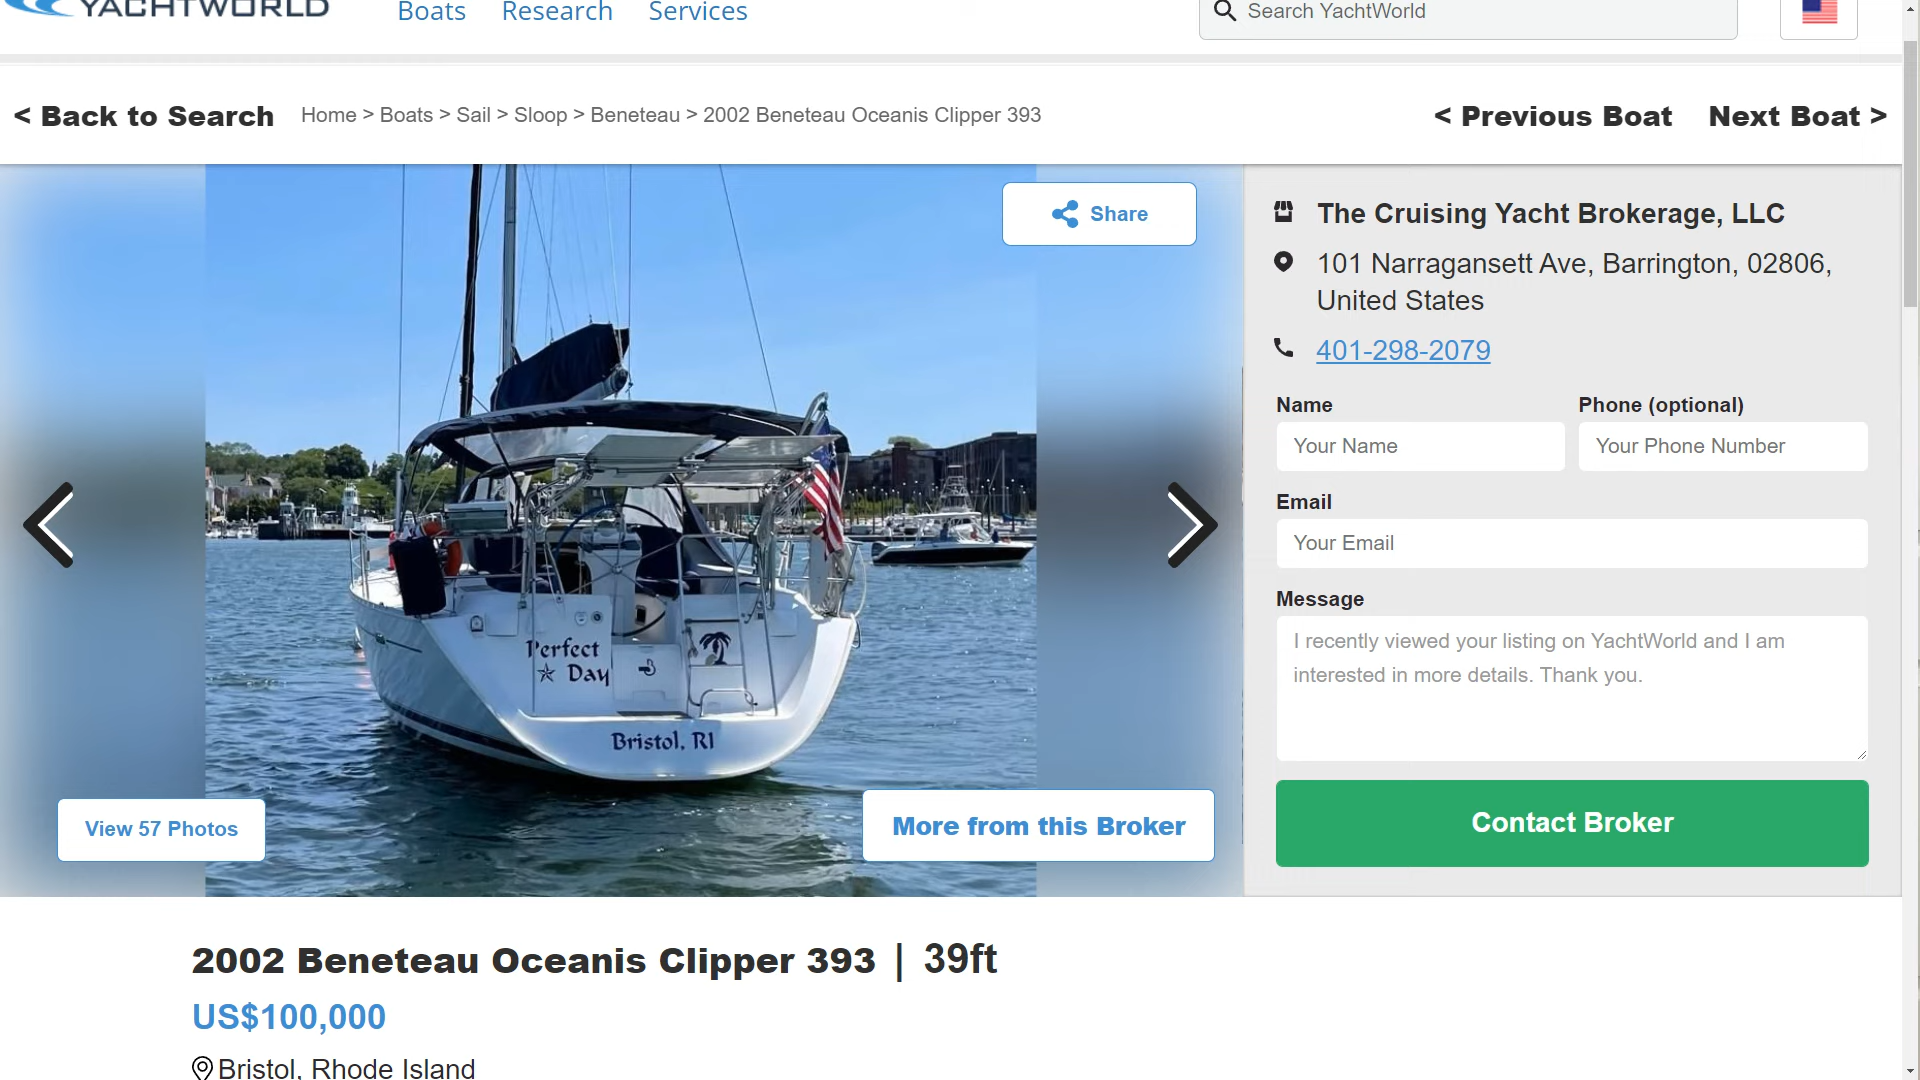 YACHTWORLD
Boats Research Services
Search YachtWorld
< Back to Search
Home > Boats > Sail > Sloop > Beneteau > 2002 Beneteau Oceanis Clipper 393
< Previous Boat Next Boat >
Share
The Cruising Yacht Brokerage, LLC
101 Narragansett Ave, Barrington, 02806,
United States
401-298-2079
Name Phone (optional)
Your Name Your Phone Number
Email
Your Email
Message
I recently viewed your listing on YachtWorld and I am
interested in more details. Thank you.
Contact Broker
Perfect
Day
Bristol, RI
View 57 Photos
More from this Broker
2002 Beneteau Oceanis Clipper 393 | 39ft
US$100,000
Bristol, Rhode Island